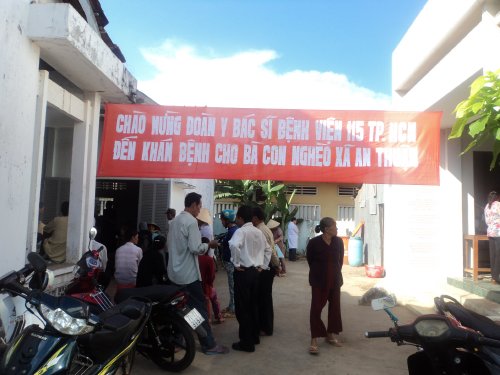 CHÀO MỪNG ĐOÀN Y BÁC SĨ BỆNH VIỆN 115 TP HCM
ĐẾN KHÁM BỆNH CHO BÀ CON NGHÈO XÃ AN